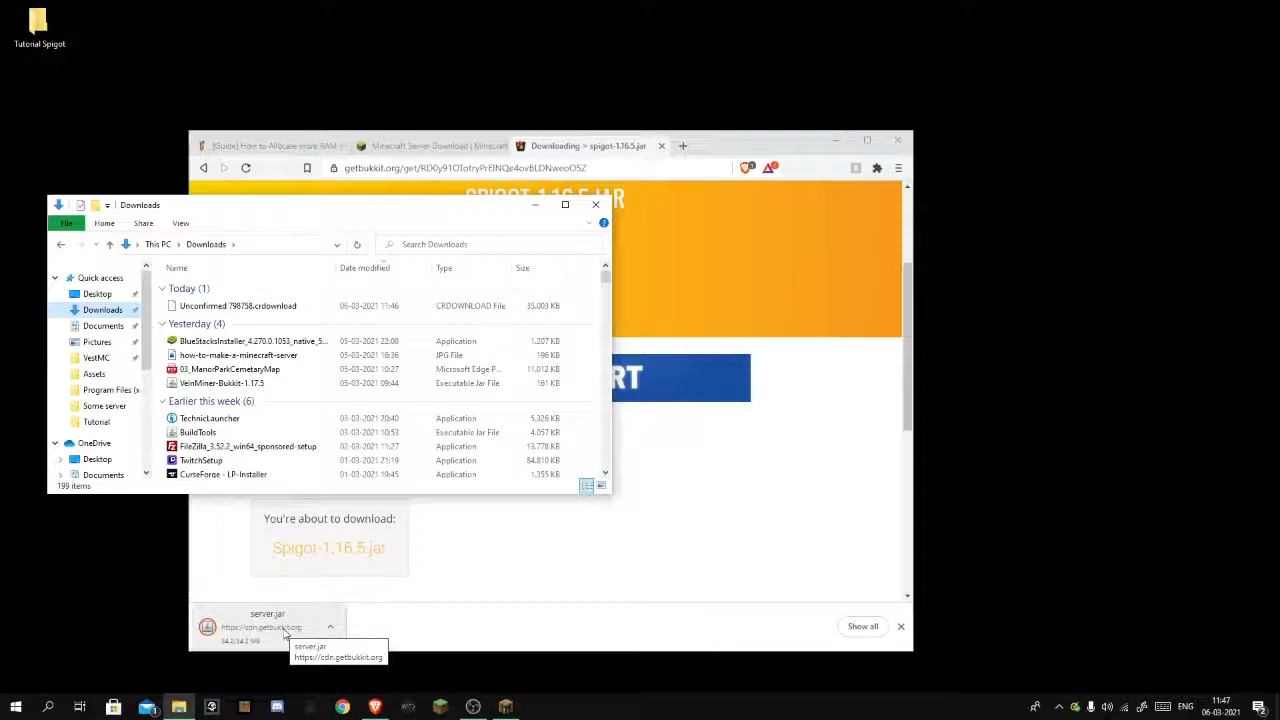 Tutorial Spigot
[Guide] How to Allocate more RAM
Minecraft Server Download | Minecraft
Downloading > spigot-1.16.5.jar
SPIGOT-1.16.5.JAR
Downloads
File Home Share View
This PC > Downloads >
Search Downloads
Name Date modified Type Size
Quick access
Desktop
Downloads
Documents
Pictures
VestMC
Assets
Program Files (x
Some server
Tutorial
OneDrive
Desktop
Documents
Today (1)
Unconfirmed 798758.crdownload 06-03-2021 11:46 CRDOWNLOAD File 35.003 KB
Yesterday (4)
BlueStacksInstaller_4.270.0.1053_native_5... 05-03-2021 22:08 Application 1.207 KB
how-to-make-a-minecraft-server 05-03-2021 16:36 JPG File 196 KB
03_ManorParkCemetaryMap 05-03-2021 10:27 Microsoft Edge P... 11.012 KB
VeinMiner-Bukkit-1.17.5 05-03-2021 09:44 Executable Jar File 161 KB
Earlier this week (6)
TechnicLauncher 03-03-2021 20:40 Application 5.326 KB
BuildTools 03-03-2021 10:53 Executable Jar File 4.057 KB
FileZilla_3.52.2_win64_sponsored-setup 02-03-2021 11:27 Application 13.778 KB
TwitchSetup 01-03-2021 21:19 Application 84.810 KB
CurseForge - LP-Installer 01-03-2021 19:45 Application 1.355 KB
199 items
RT
You're about to download:
Spigot-1.16.5.jar
server.jar
https://cdn.getbukkit.org
34.2/34.2 MB
server.jar
https://cdn.getbukkit.org
Show all
ENG
11:47
06-03-2021